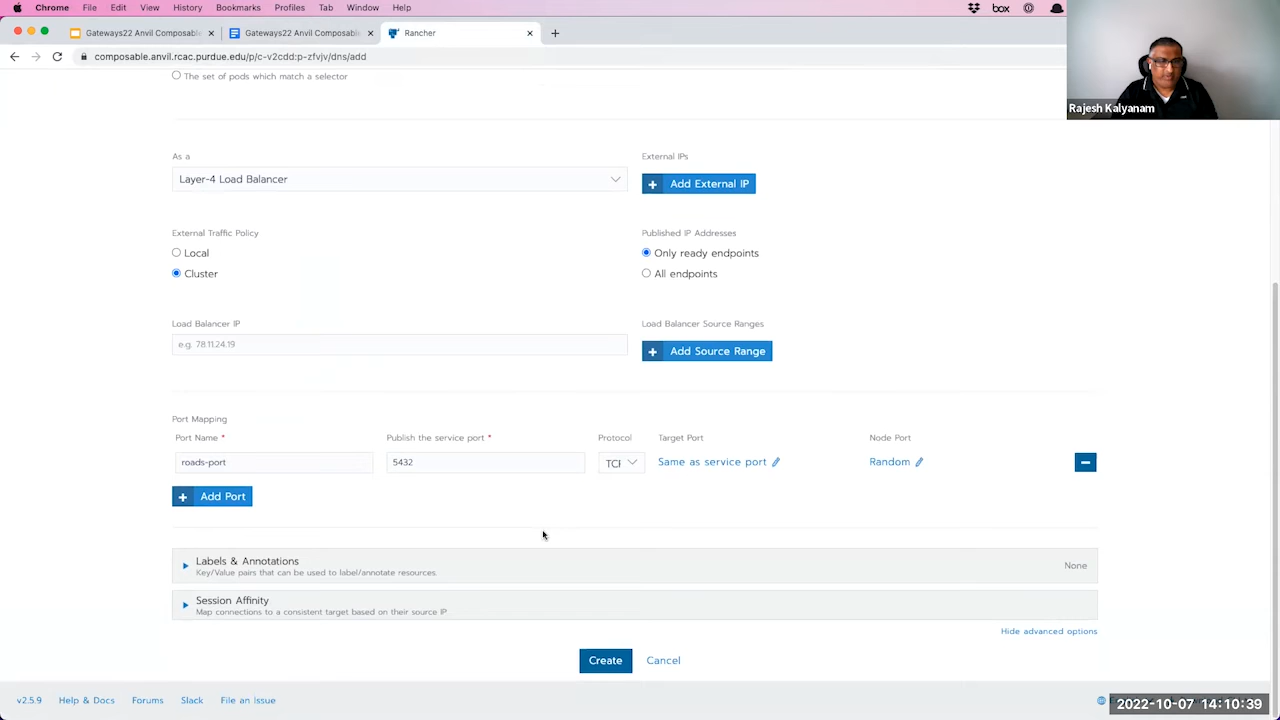 Chrome File Edit View History Bookmarks Profiles Tab Window Help box
Gateways22 Anvil Composable Gateways22 Anvil Composable Rancher
composable.anvil.rcac.purdue.edu/p/c-v2cdd:p-zfvjv/dns/add
Rajesh Kalyanam
The set of pods which match a selector
As a External IPs
Layer-4 Load Balancer Add External IP
External Traffic Policy Published IP Addresses
Local Only ready endpoints
Cluster All endpoints
Load Balancer IP Load Balancer Source Ranges
e.g. 78.11.24.19 Add Source Range
Port Mapping
Port Name * Publish the service port * Protocol Target Port Node Port
roads-port 5432 TCP Same as service port Random
Add Port
Labels & Annotations
Key/Value pairs that can be used to label/annotate resources. None
Session Affinity
Map connections to a consistent target based on their source IP
Hide advanced options
Create Cancel
v2.5.9 Help & Docs Forums Slack File an issue
2022-10-07 14:10:39